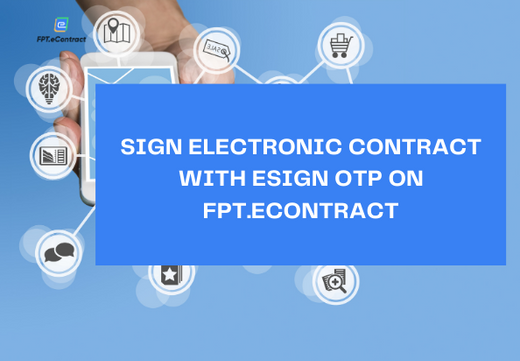 FPT.eContract
SALE
SIGN ELECTRONIC CONTRACT
WITH ESIGN OTP ON
FPT.ECONTRACT